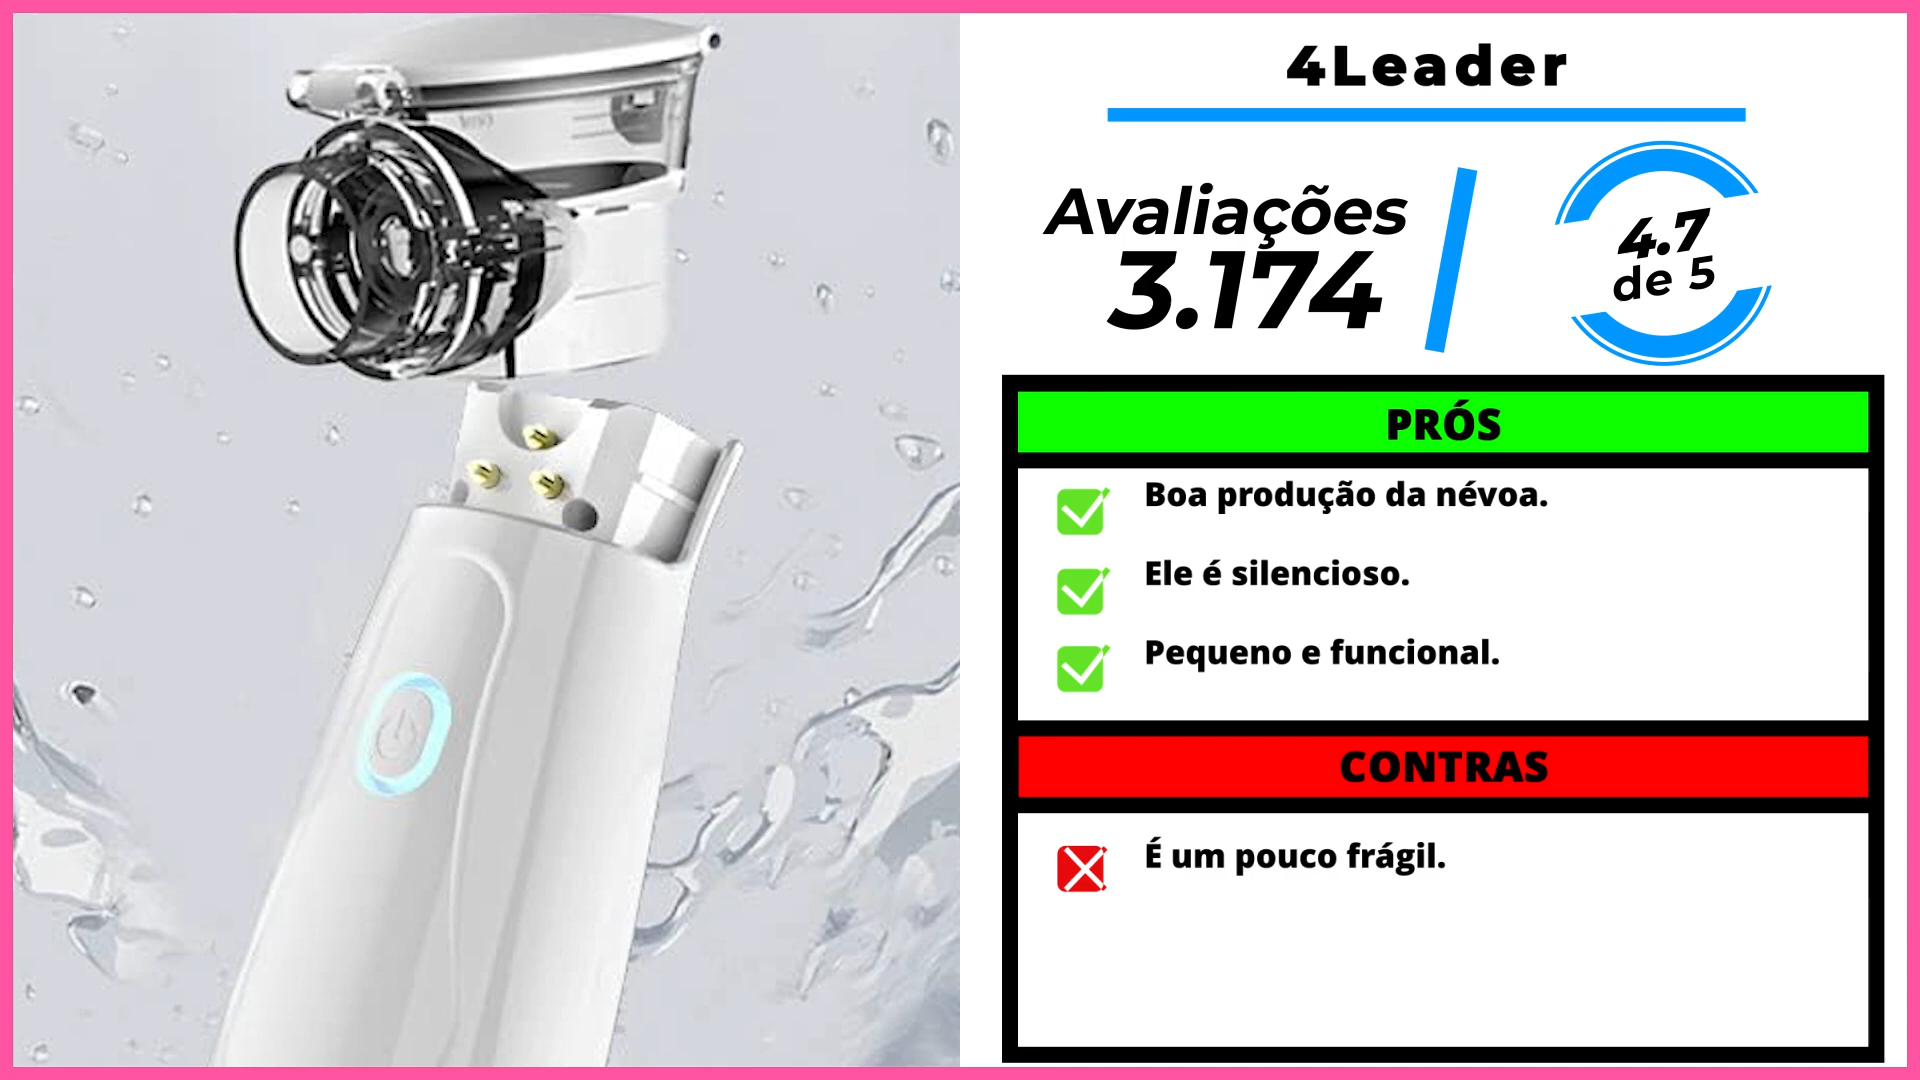 4Leader
Avaliações
3.174
4.7
de 5
PRÓS
Boa produção da névoa.
Ele é silencioso.
Pequeno e funcional.
CONTRAS
É um pouco frágil.